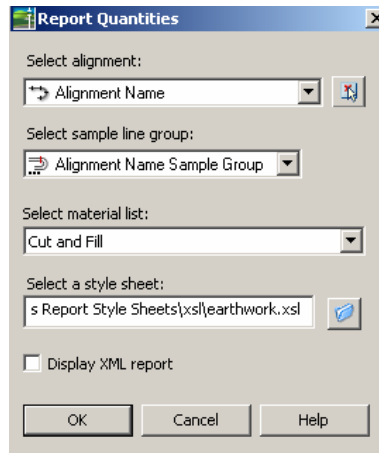 Report Quantities
Select alignment:
Alignment Name
Select sample line group:
Alignment Name Sample Group
Select material list:
Cut and Fill
Select a style sheet:
s Report Style Sheets\xsl\earthwork.xsl
Display XML report
OK Cancel Help